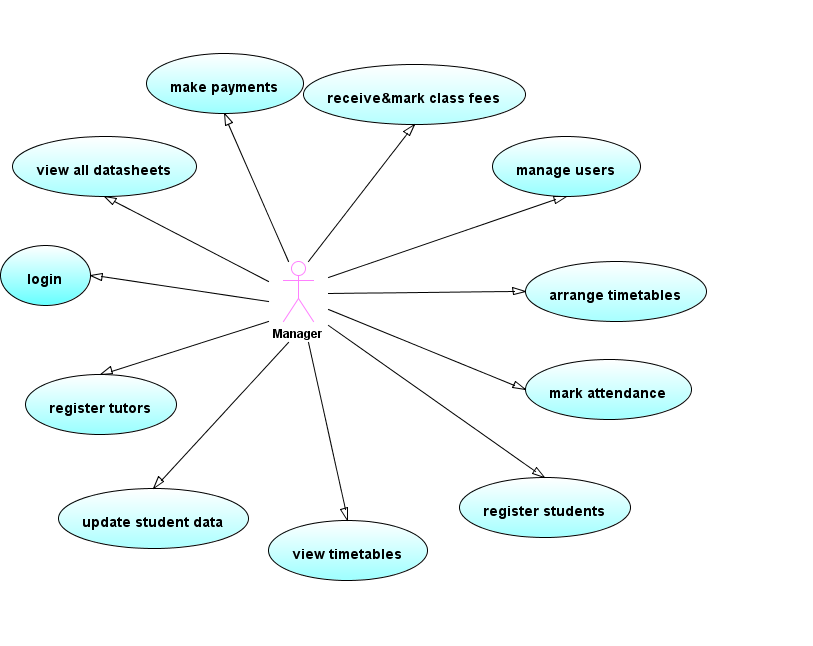 make payments
receive&mark class fees
view all datasheets
manage users
login
arrange timetables
Manager
mark attendance
register tutors
register students
update student data
view timetables